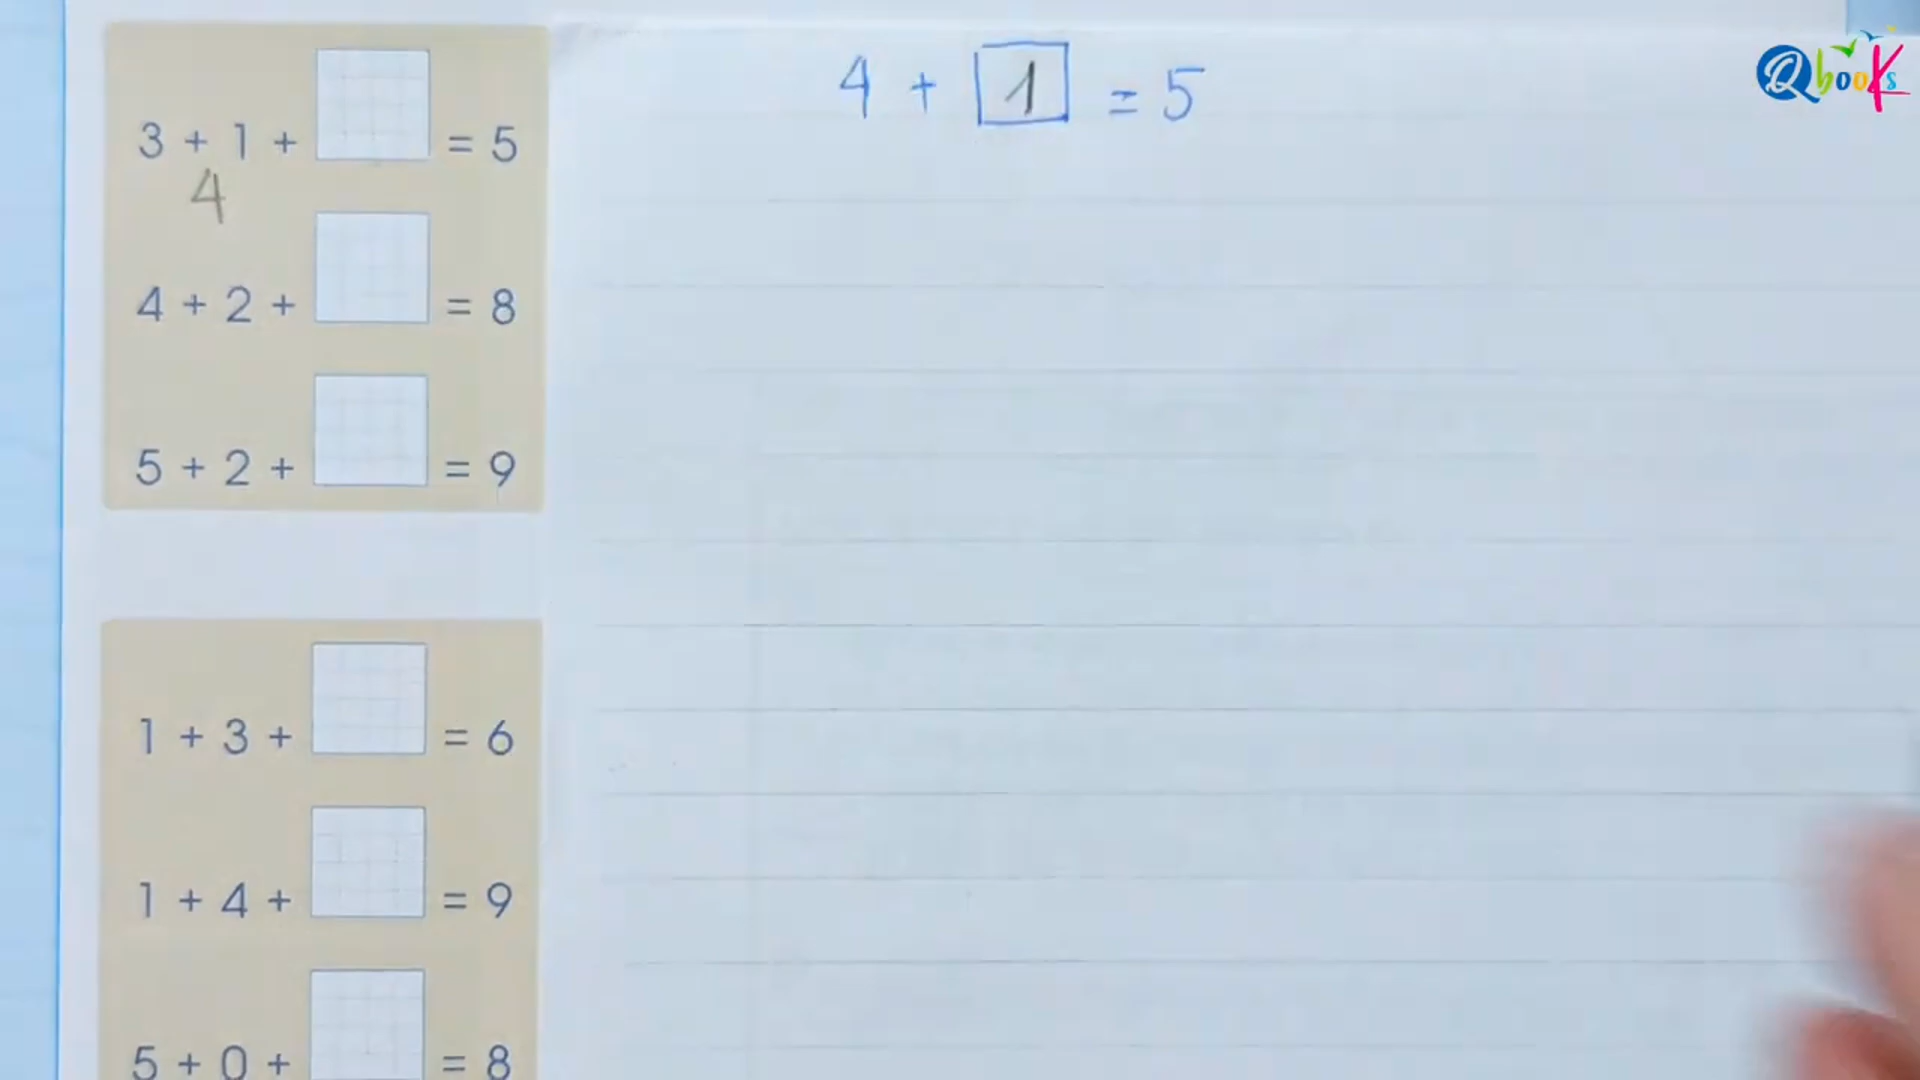 3 + 1 + = 5
4
4 + 2 + = 8
5 + 2 + = 9
1 + 3 + = 6
1 + 4 + = 9
5 + 0 + = 8
4 + 1 = 5
Qbooks